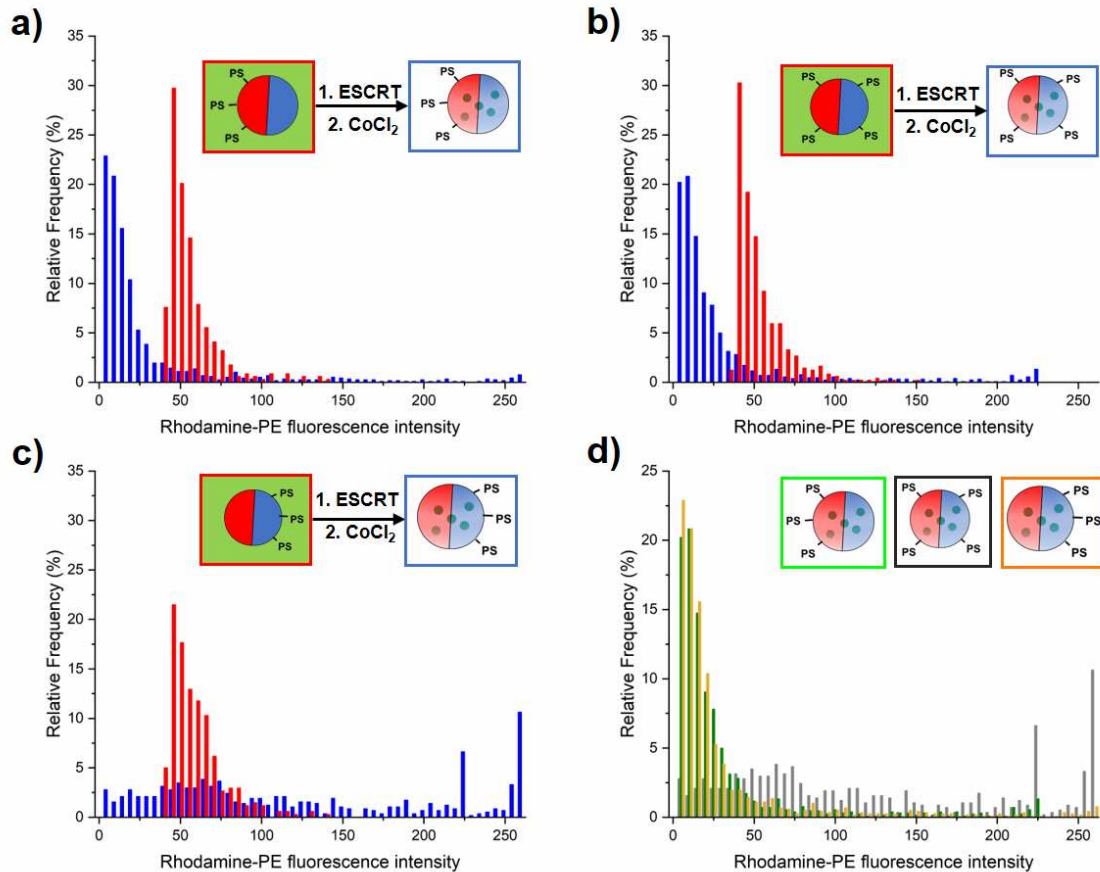 a)
35
30
25
20
15
10
5
0
Relative Frequency (%)
PS
PS
PS
1. ESCRT
2. CoCl₂
PS
PS
PS
0 50 100 150 200 250
Rhodamine-PE fluorescence intensity
b)
35
30
25
20
15
10
5
0
Relative Frequency (%)
PS PS
PS PS
1. ESCRT
2. CoCl₂
PS PS
PS PS
0 50 100 150 200 250
Rhodamine-PE fluorescence intensity
c)
35
30
25
20
15
10
5
0
Relative Frequency (%)
PS
PS
PS
1. ESCRT
2. CoCl₂
PS
PS
PS
0 50 100 150 200 250
Rhodamine-PE fluorescence intensity
d)
25
20
15
10
5
0
Relative Frequency (%)
PS
PS
PS
PS PS
PS PS
PS
PS
PS
0 50 100 150 200 250
Rhodamine-PE fluorescence intensity